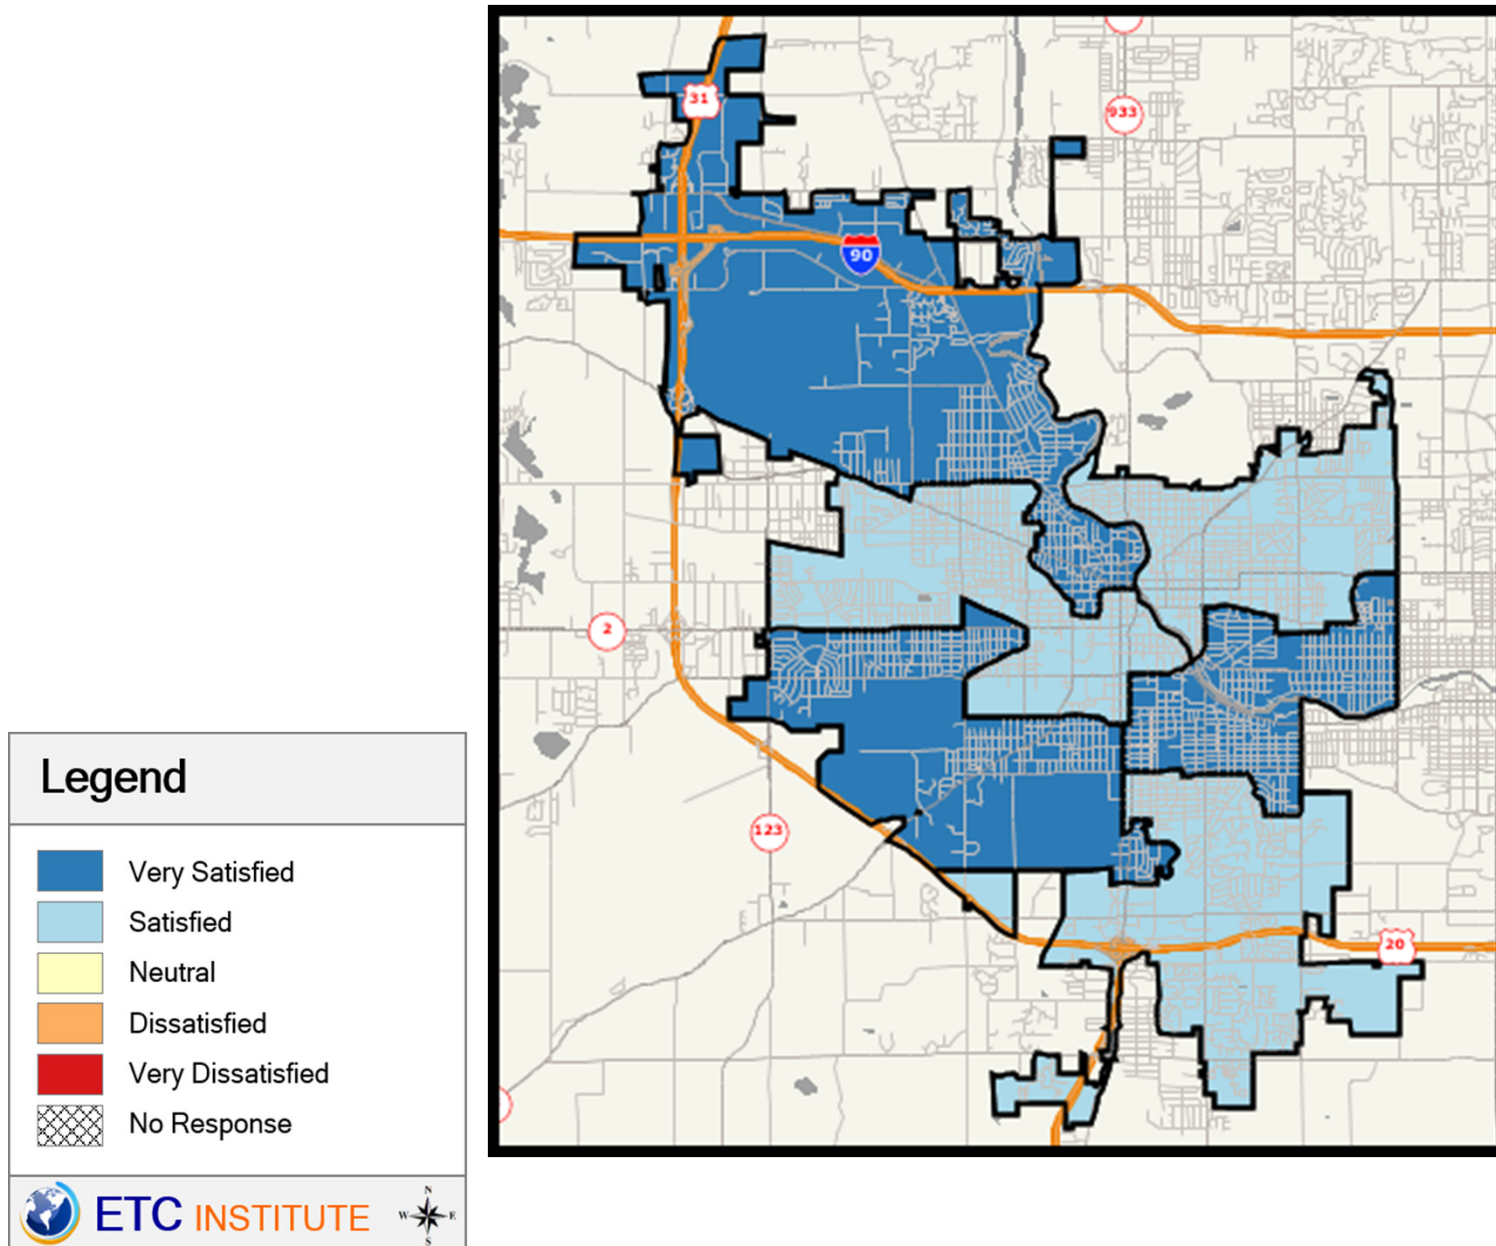 31
933
90
2
123
20
Legend
Very Satisfied
Satisfied
Neutral
Dissatisfied
Very Dissatisfied
No Response
ETC INSTITUTE
N
W E
S